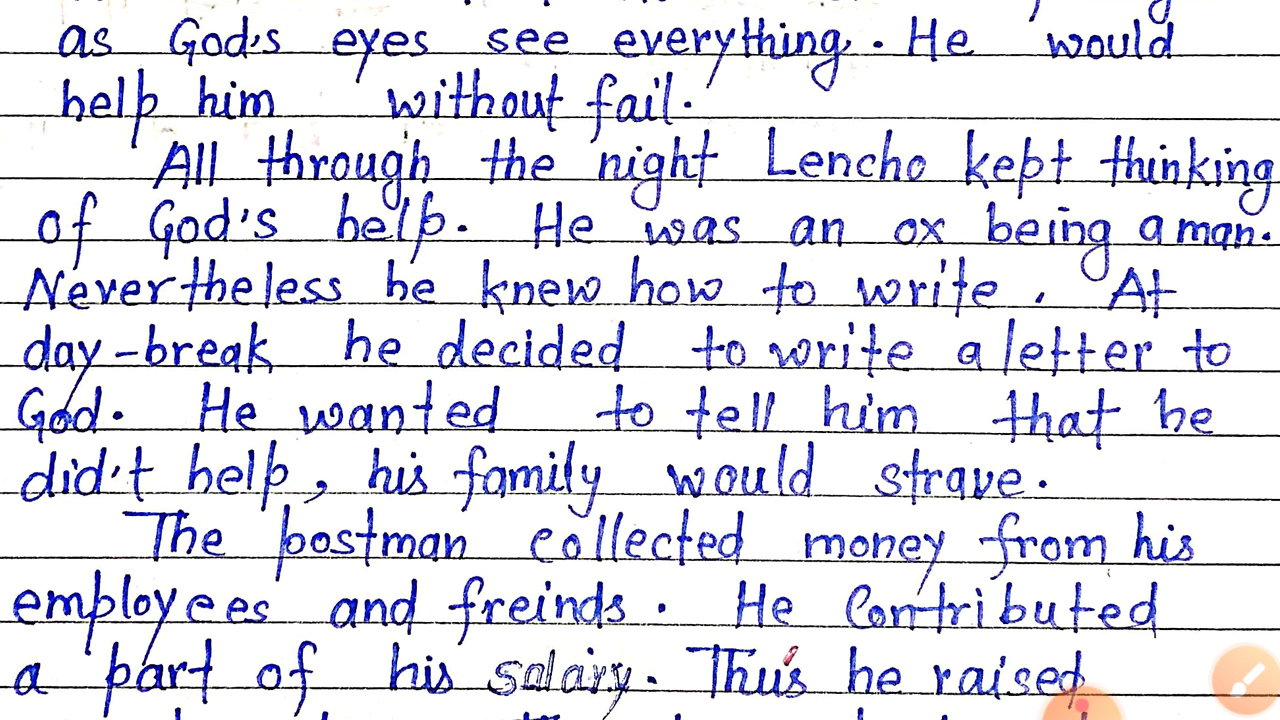 as God's eyes see everything. He would
help him without fail.
All through the night Lencho kept thinking
of God's help. He was an ox being a man.
Nevertheless he knew how to write. At
day-break he decided to write a letter to
God. He wanted to tell him that he
did't help, his family would strave.
The postman collected money from his
employees and freinds. He Contributed
a part of his salary. Thus he raised